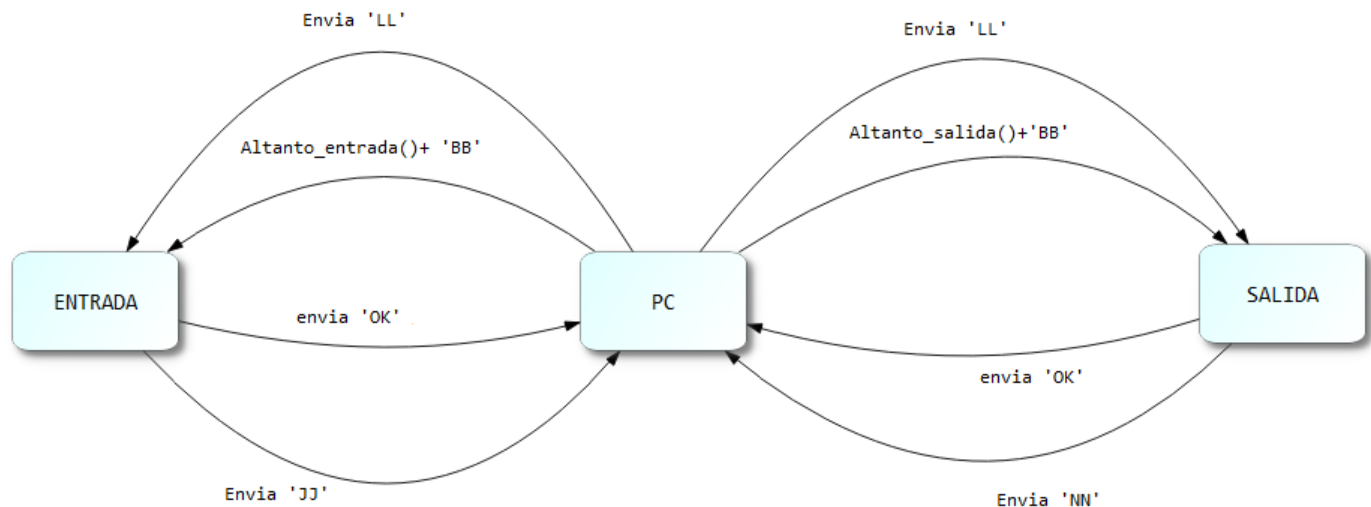 Envia 'LL'
Envia 'LL'
Altanto_entrada()+ 'BB'
Altanto_salida()+'BB'
ENTRADA
PC
SALIDA
envia 'OK'
envia 'OK'
Envia 'JJ'
Envia 'NN'